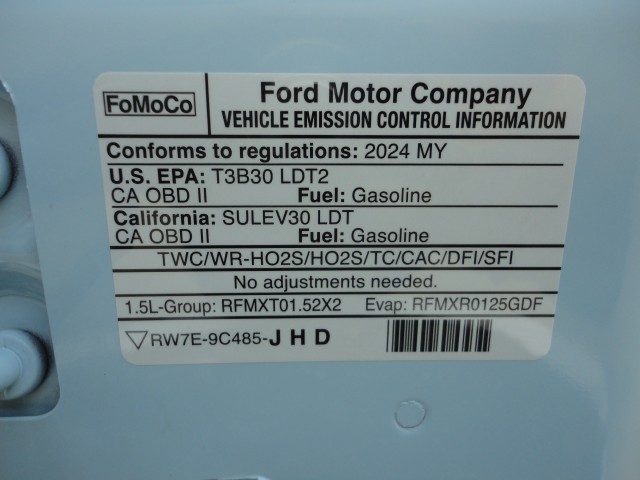 FoMoCo
Ford Motor Company
VEHICLE EMISSION CONTROL INFORMATION
Conforms to regulations: 2024 MY
U.S. EPA: T3B30 LDT2
CA OBD II Fuel: Gasoline
California: SULEV30 LDT
CA OBD II Fuel: Gasoline
TWC/WR-HO2S/HO2S/TC/CAC/DFI/SFI
No adjustments needed.
1.5L-Group: RFMXT01.52X2 Evap: RFMXR0125GDF
▽RW7E-9C485-JHD